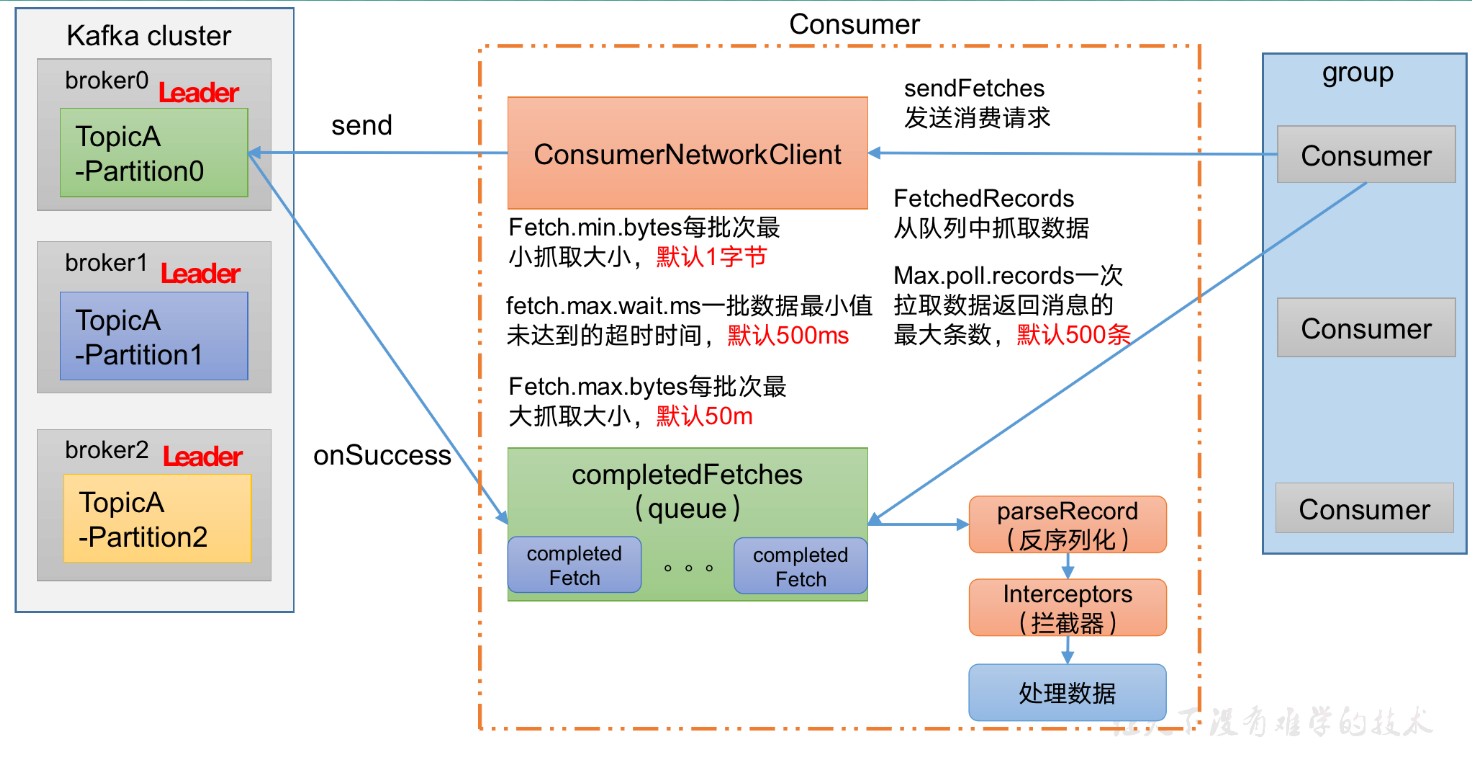 Kafka cluster
broker0
Leader
TopicA
-Partition0
broker1
Leader
TopicA
-Partition1
broker2
Leader
TopicA
-Partition2
send
onSuccess
Consumer
ConsumerNetworkClient
Fetch.min.bytes每批次最
小抓取大小，默认1字节
fetch.max.wait.ms一批数据最小值
未达到的超时时间，默认500ms
Fetch.max.bytes每批次最
大抓取大小，默认50m
completedFetches
（queue）
completed
Fetch
。。。
completed
Fetch
sendFetches
发送消费请求
FetchedRecords
从队列中抓取数据
Max.poll.records一次
拉取数据返回消息的
最大条数，默认500条
parseRecord
（反序列化）
Interceptors
（拦截器）
处理数据
group
Consumer
Consumer
Consumer
下没有难学的技术